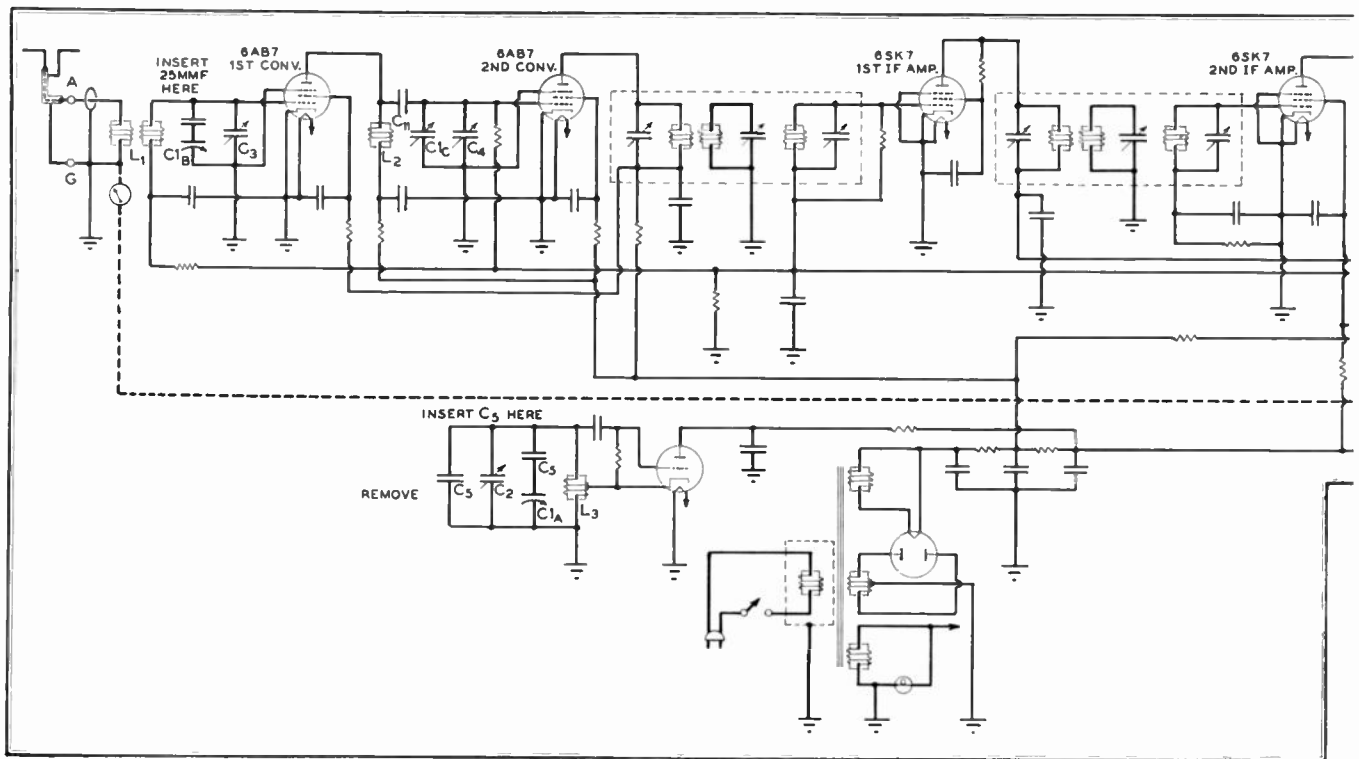 INSERT
25MMF
HERE
6AB7
1ST CONV.
6AB7
2ND CONV.
6SK7
1ST IF AMP.
6SK7
2ND IF AMP.
A
G
L1
C1B
C3
L2
C11
C1C
C4
INSERT C5 HERE
REMOVE
C5
C2
C5
C1A
L3